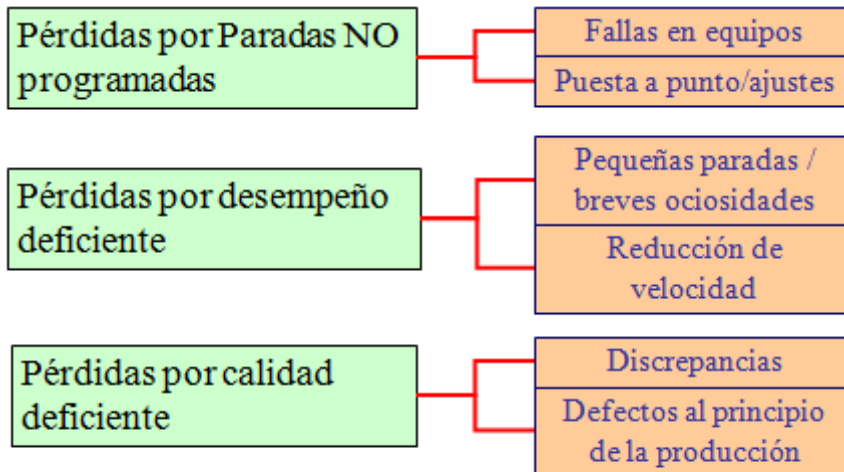 Pérdidas por Paradas NO
programadas
Fallas en equipos
Puesta a punto/ajustes
Pérdidas por desempeño
deficiente
Pequeñas paradas /
breves ociosidades
Reducción de
velocidad
Pérdidas por calidad
deficiente
Discrepancias
Defectos al principio
de la producción